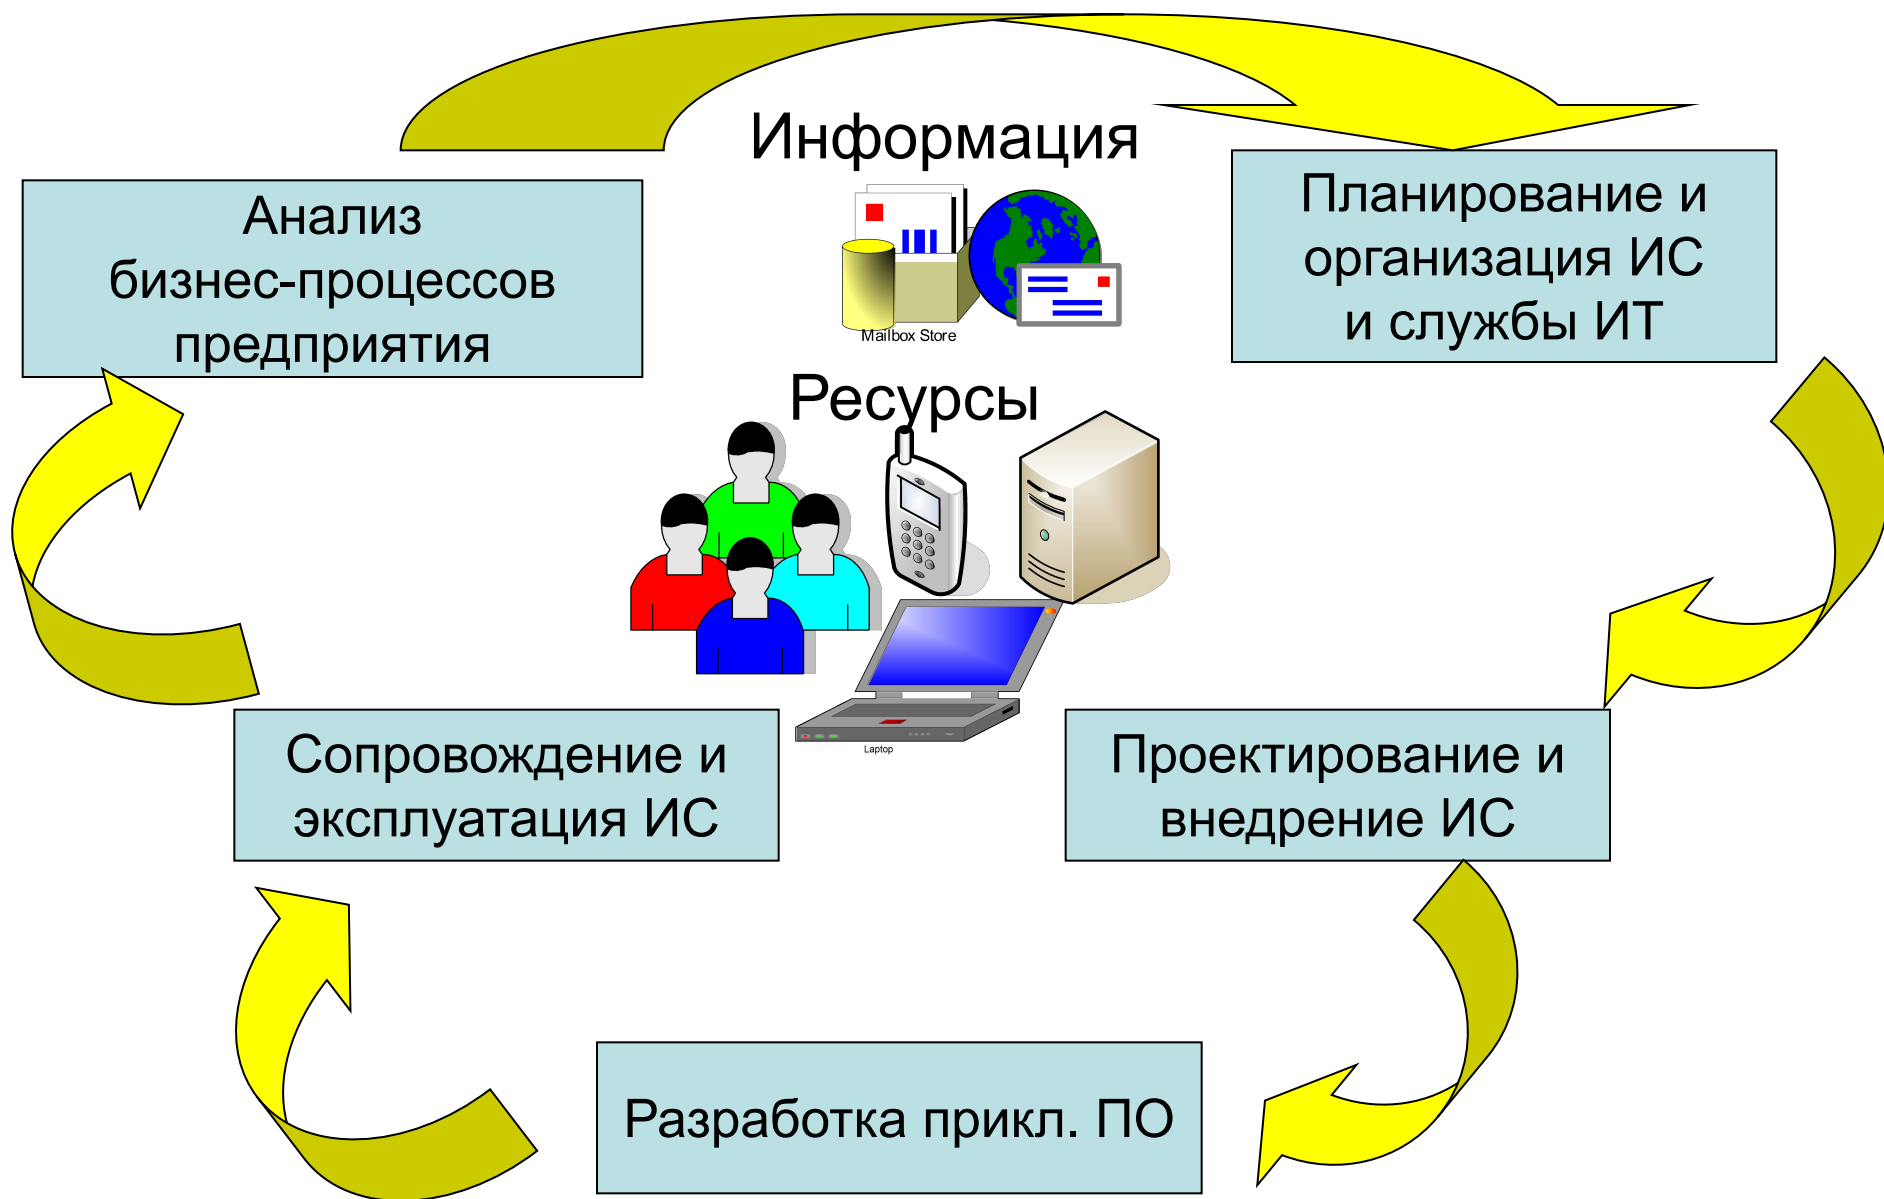 Информация
Анализ
бизнес-процессов
предприятия
Mailbox Store
Планирование и
организация ИС
и службы ИТ
Ресурсы
Laptop
Сопровождение и
эксплуатация ИС
Проектирование и
внедрение ИС
Разработка прикл. ПО